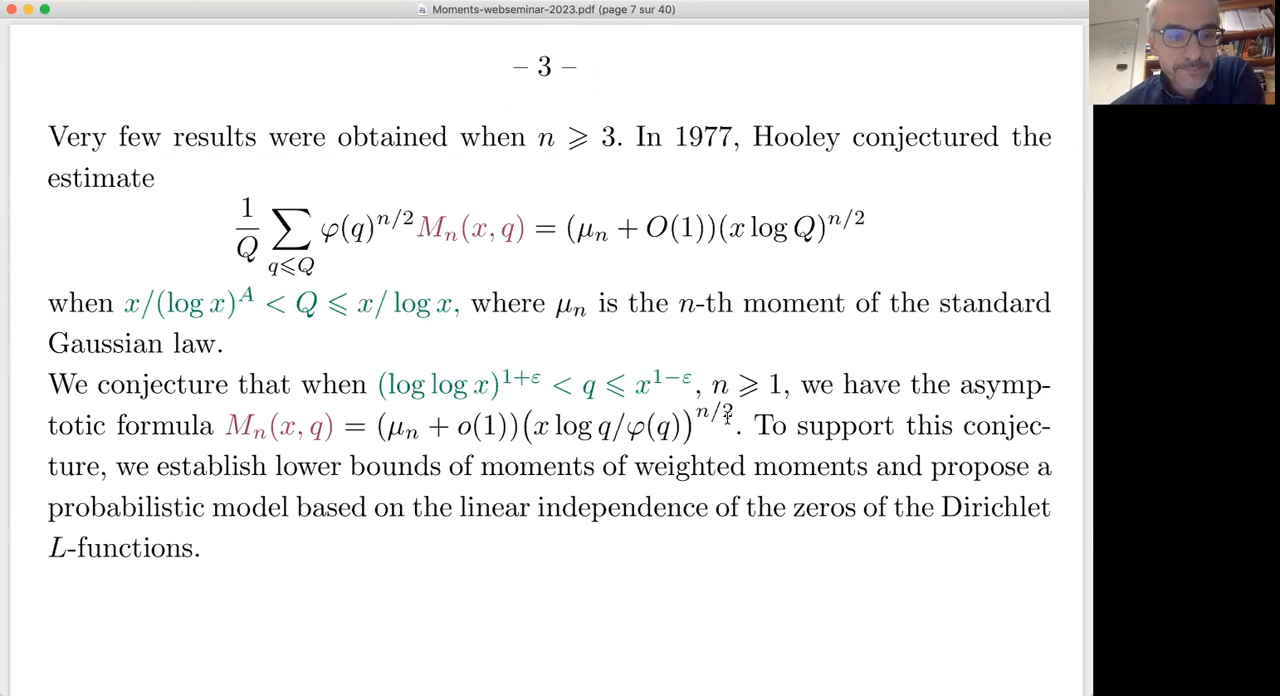 Moments-webseminar-2023.pdf (page 7 sur 40)
– 3 –
Very few results were obtained when n ⩾ 3. In 1977, Hooley conjectured the
estimate
1/Q ∑_{q⩽Q} φ(q)^{n/2} M_n(x, q) = (μ_n + O(1))(x log Q)^{n/2}
when x/(log x)^A < Q ⩽ x/ log x, where μ_n is the n-th moment of the standard
Gaussian law.
We conjecture that when (log log x)^{1+ε} < q ⩽ x^{1−ε}, n ⩾ 1, we have the asymp-
totic formula M_n(x, q) = (μ_n + o(1))(x log q/φ(q))^{n/2}. To support this conjec-
ture, we establish lower bounds of moments of weighted moments and propose a
probabilistic model based on the linear independence of the zeros of the Dirichlet
L-functions.